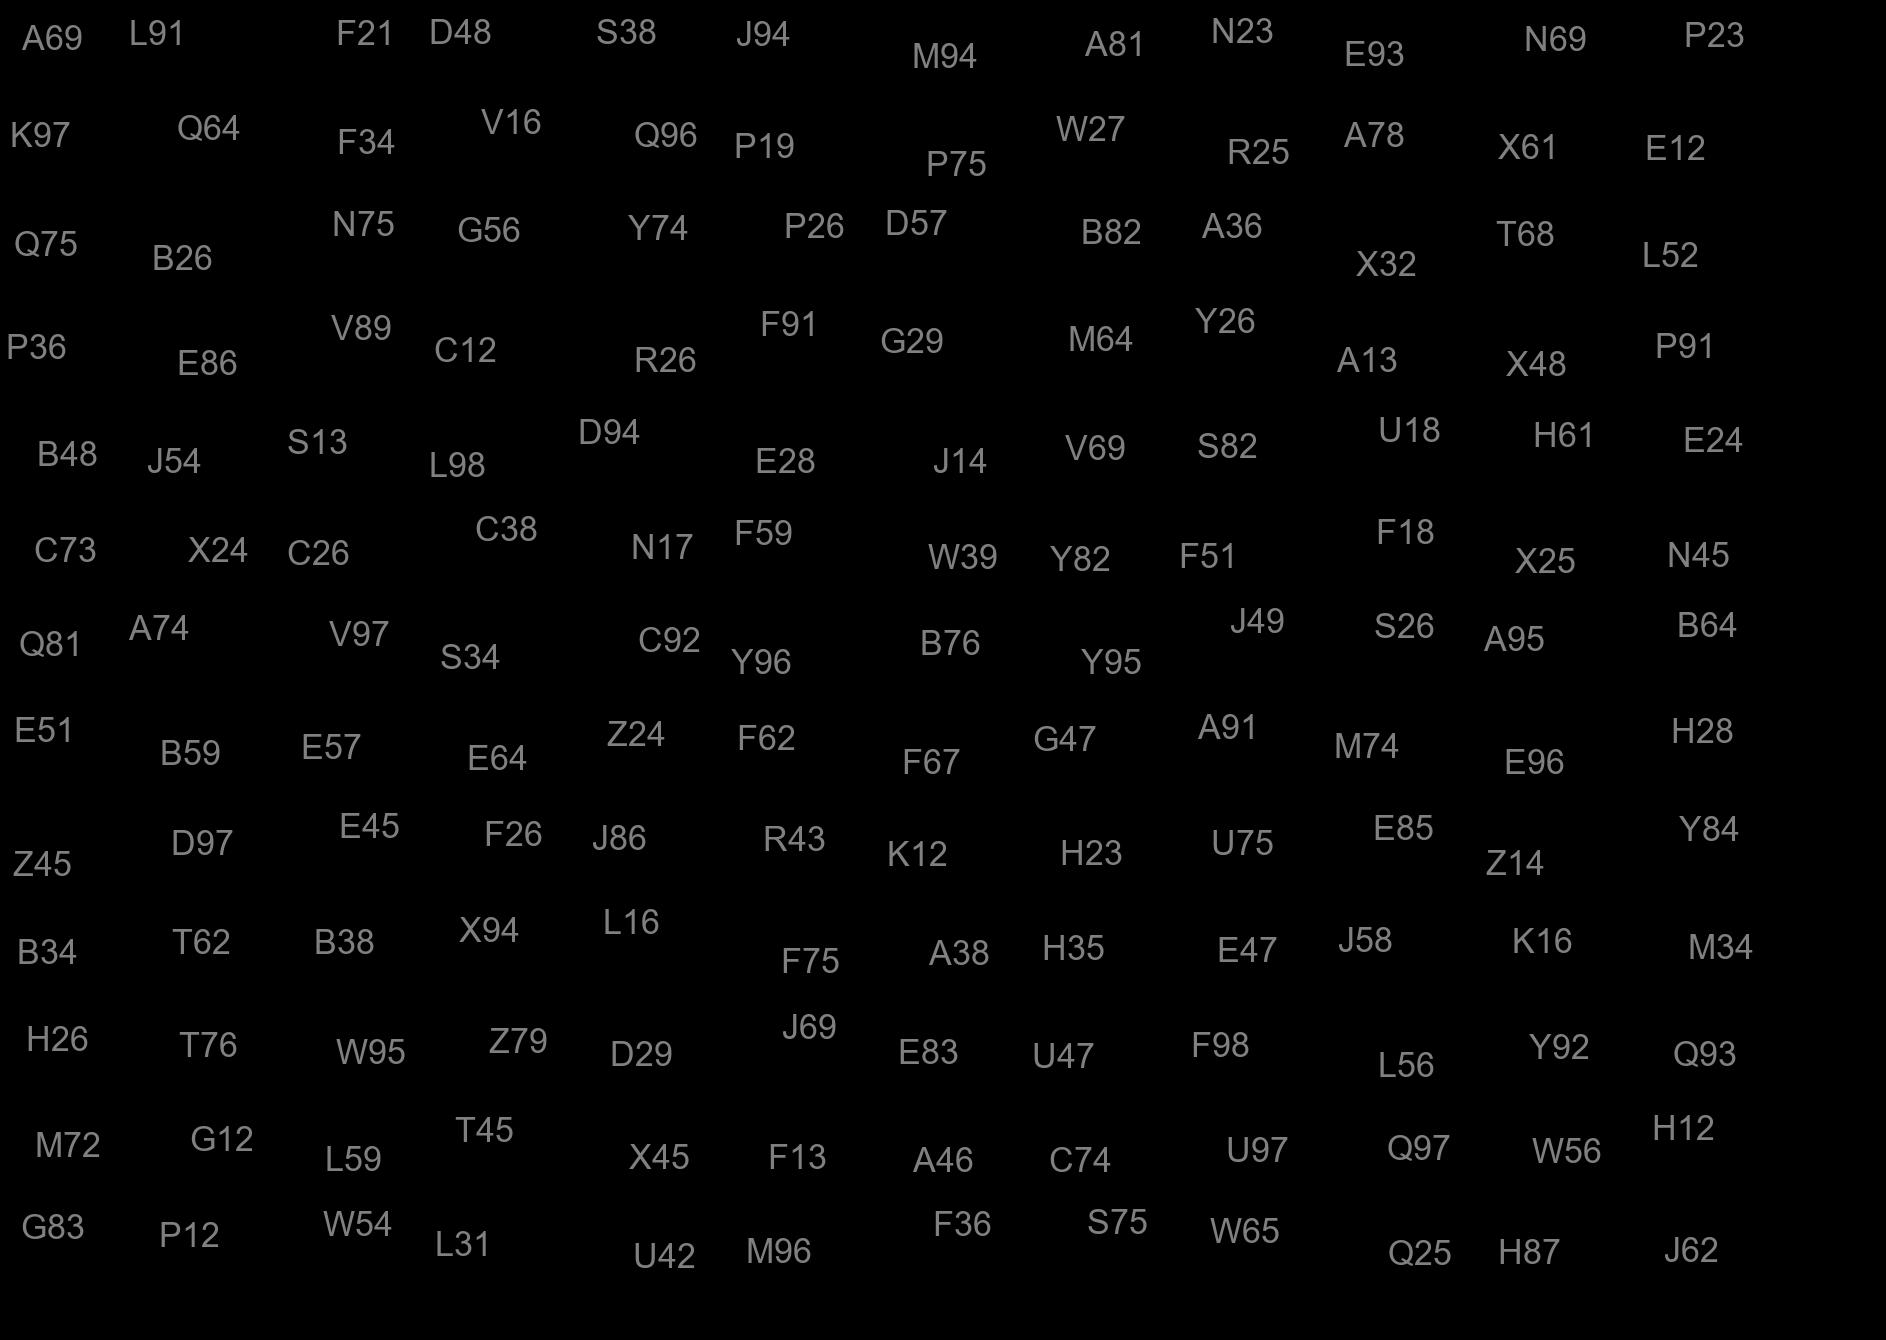 A69 L91 F21 D48 S38 J94 M94 A81 N23 E93 N69 P23
K97 Q64 F34 V16 Q96 P19 P75 W27 R25 A78 X61 E12
Q75 B26 N75 G56 Y74 P26 D57 B82 A36 X32 T68 L52
P36 E86 V89 C12 R26 F91 G29 M64 Y26 A13 X48 P91
B48 J54 S13 L98 D94 E28 J14 V69 S82 U18 H61 E24
C73 X24 C26 C38 N17 F59 W39 Y82 F51 F18 X25 N45
Q81 A74 V97 S34 C92 Y96 B76 Y95 J49 S26 A95 B64
E51 B59 E57 E64 Z24 F62 F67 G47 A91 M74 E96 H28
Z45 D97 E45 F26 J86 R43 K12 H23 U75 E85 Z14 Y84
B34 T62 B38 X94 L16 F75 A38 H35 E47 J58 K16 M34
H26 T76 W95 Z79 D29 J69 E83 U47 F98 L56 Y92 Q93
M72 G12 L59 T45 X45 F13 A46 C74 U97 Q97 W56 H12
G83 P12 W54 L31 U42 M96 F36 S75 W65 Q25 H87 J62